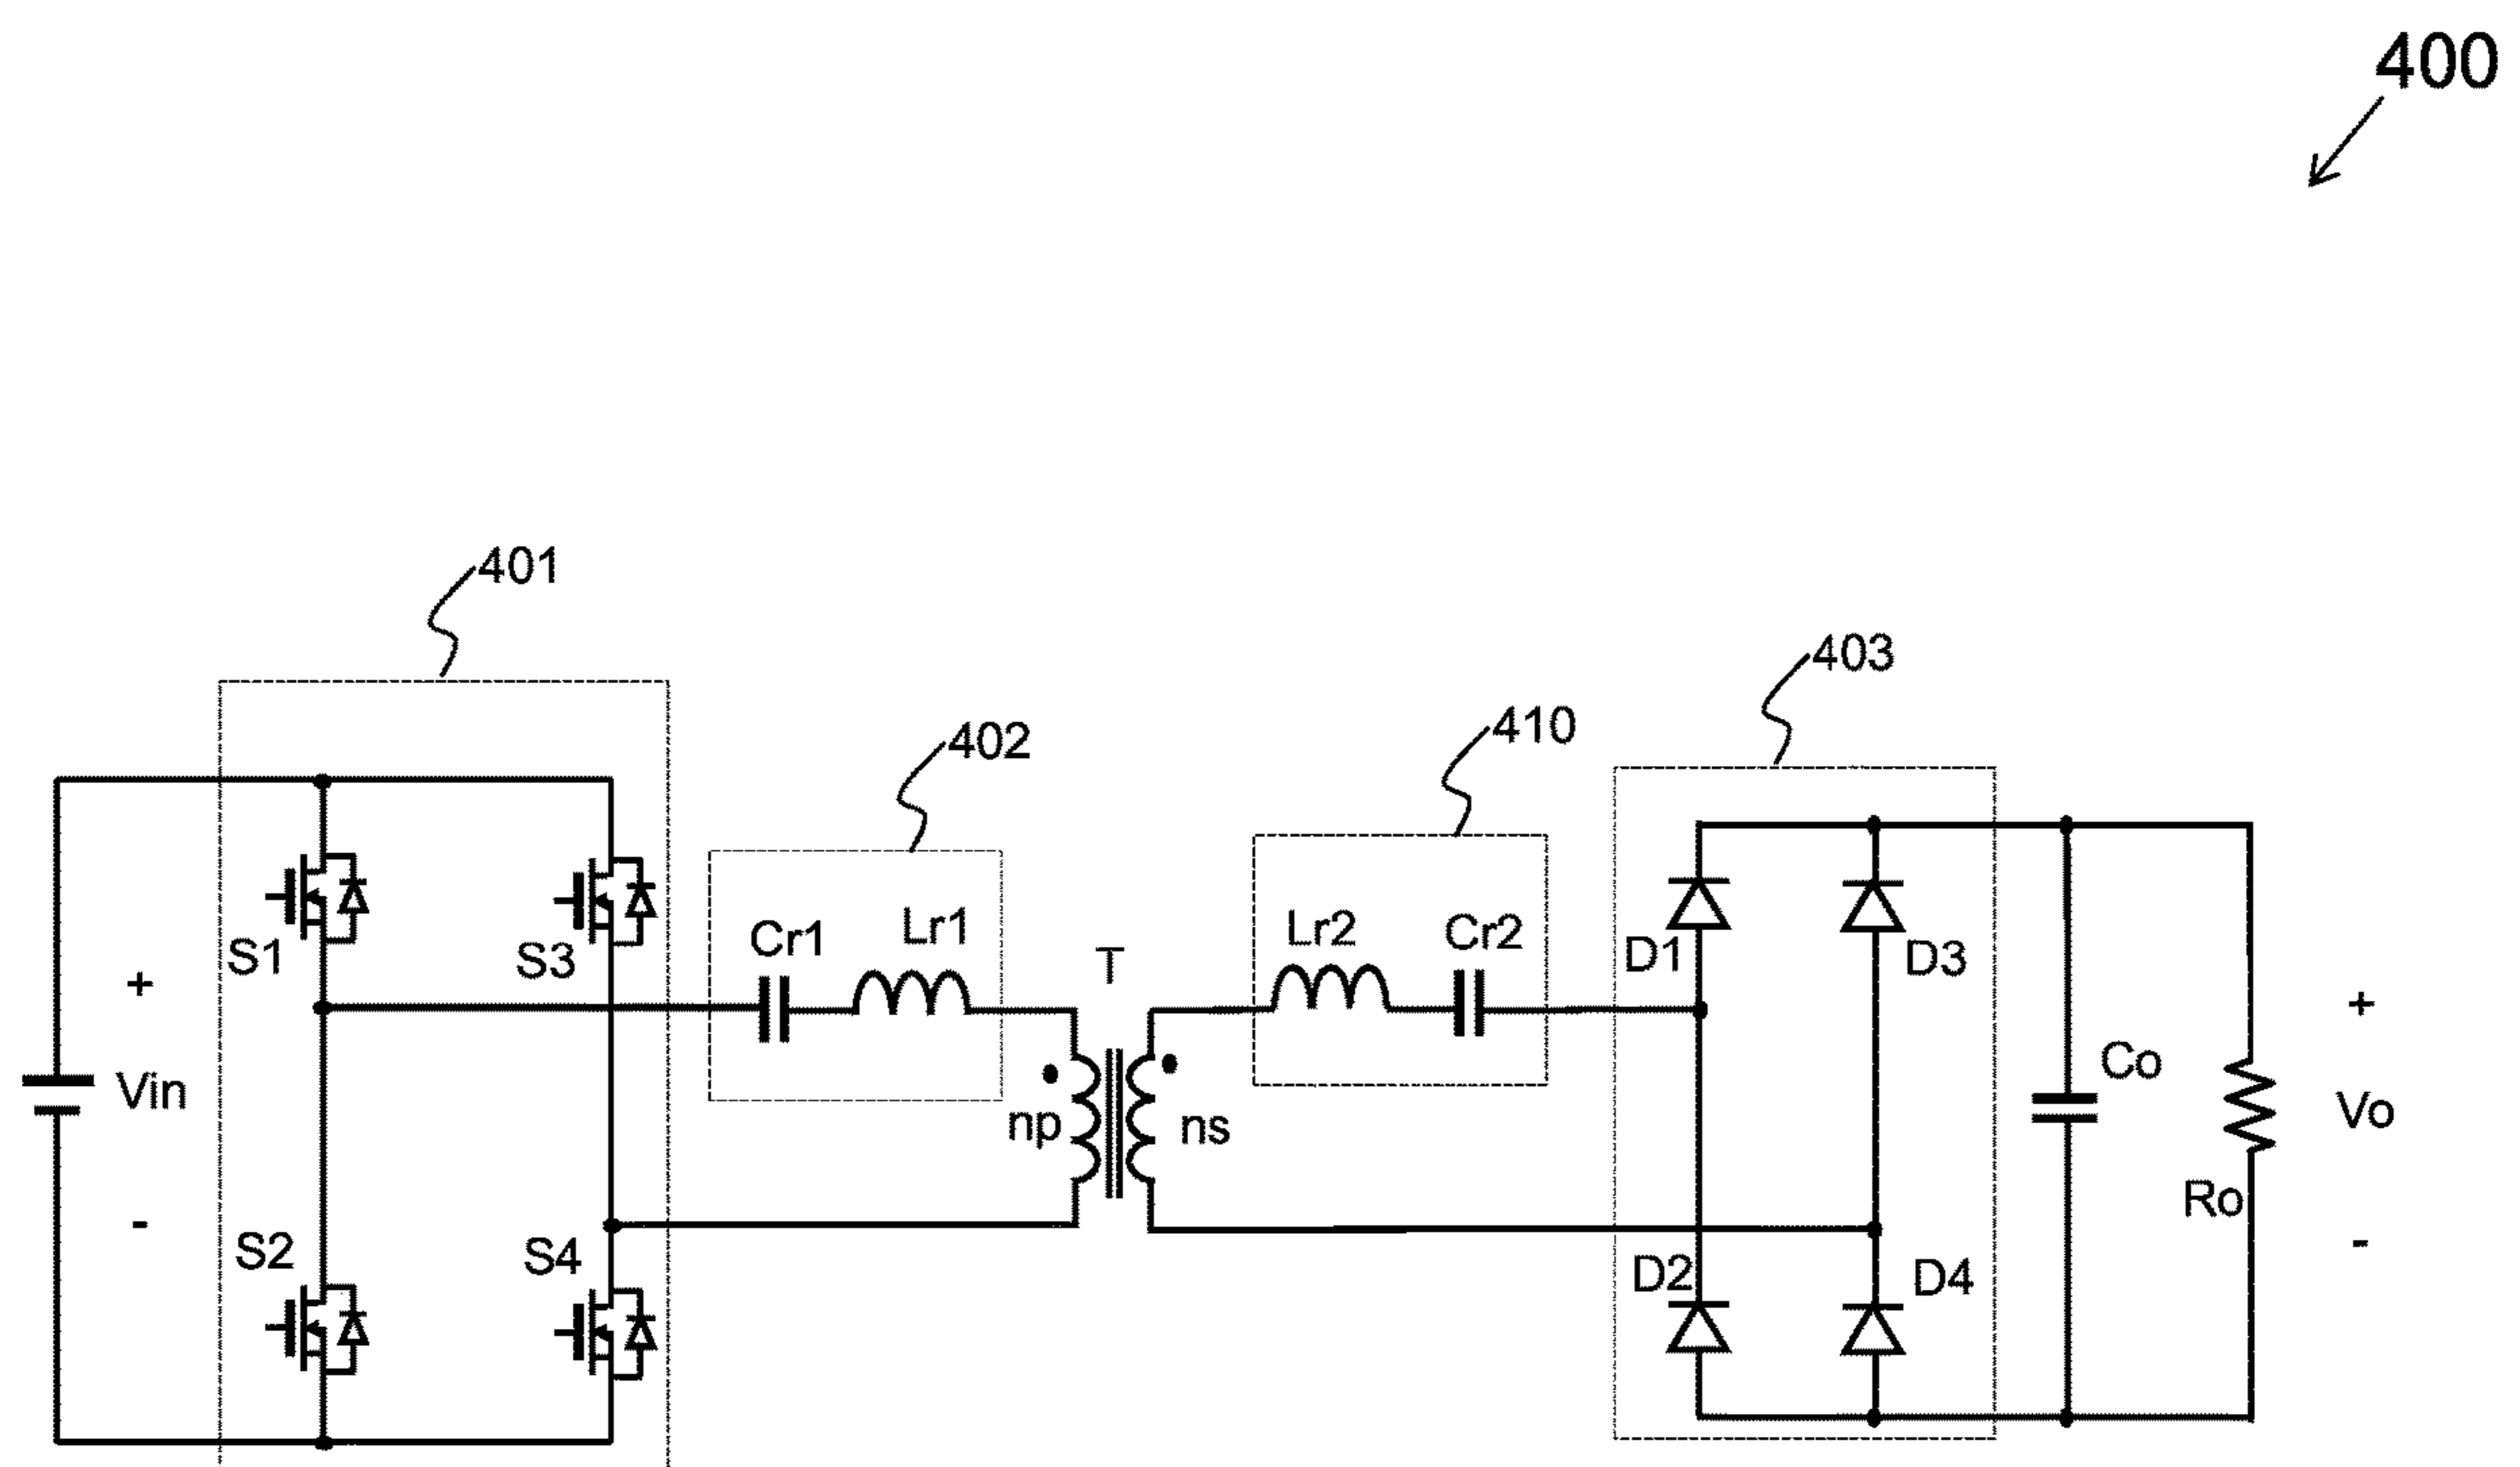 400
401
403
402
410
S1
S3
Cr1
Lr1
T
Lr2
Cr2
D1
D3
+
Vin
-
np
ns
Co
+
Vo
-
Ro
S2
S4
D2
D4